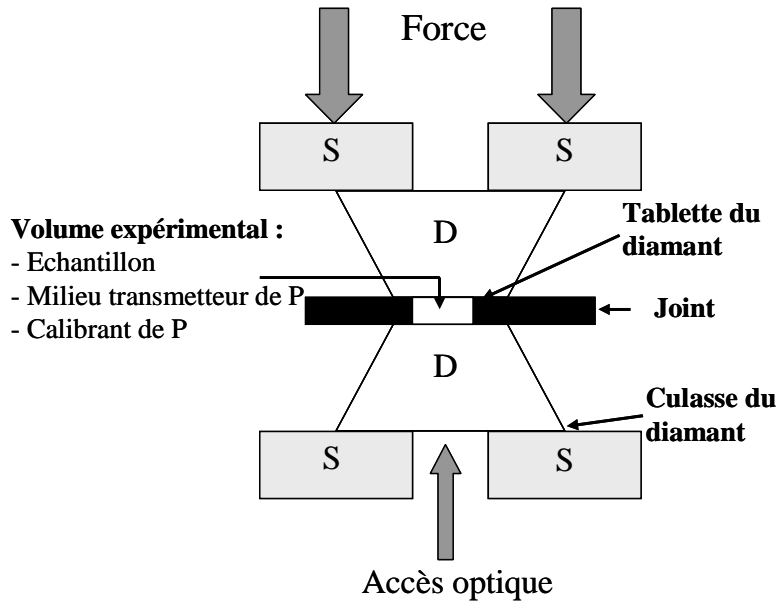 Force
S
S
Volume expérimental :
- Echantillon
- Milieu transmetteur de P
- Calibrant de P
D
Tablette du
diamant
Joint
D
Culasse du
diamant
S
S
Accès optique